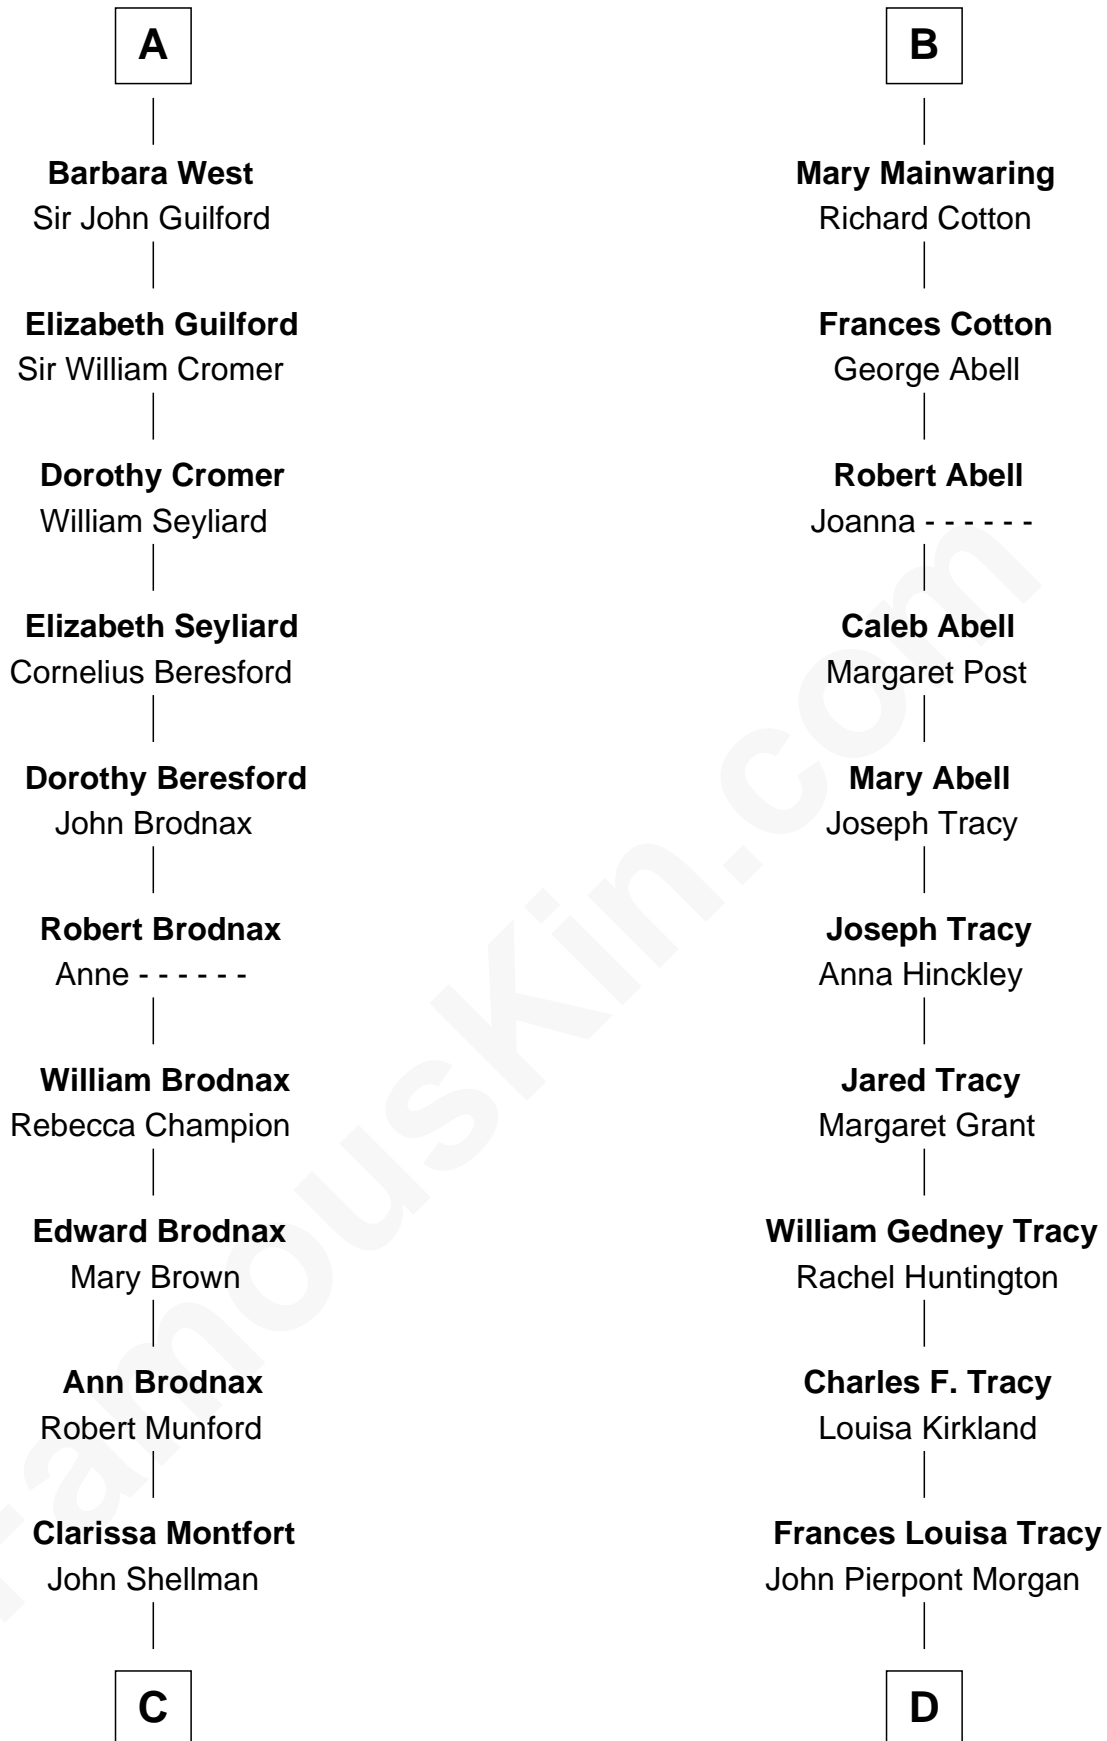 A
Barbara West
Sir John Guilford
Elizabeth Guilford
Sir William Cromer
Dorothy Cromer
William Seyliard
Elizabeth Seyliard
Cornelius Beresford
Dorothy Beresford
John Brodnax
Robert Brodnax
Anne - - - - - -
William Brodnax
Rebecca Champion
Edward Brodnax
Mary Brown
Ann Brodnax
Robert Munford
Clarissa Montfort
John Shellman
C
B
Mary Mainwaring
Richard Cotton
Frances Cotton
George Abell
Robert Abell
Joanna - - - - - -
Caleb Abell
Margaret Post
Mary Abell
Joseph Tracy
Joseph Tracy
Anna Hinckley
Jared Tracy
Margaret Grant
William Gedney Tracy
Rachel Huntington
Charles F. Tracy
Louisa Kirkland
Frances Louisa Tracy
John Pierpont Morgan
D
FamousKin.com